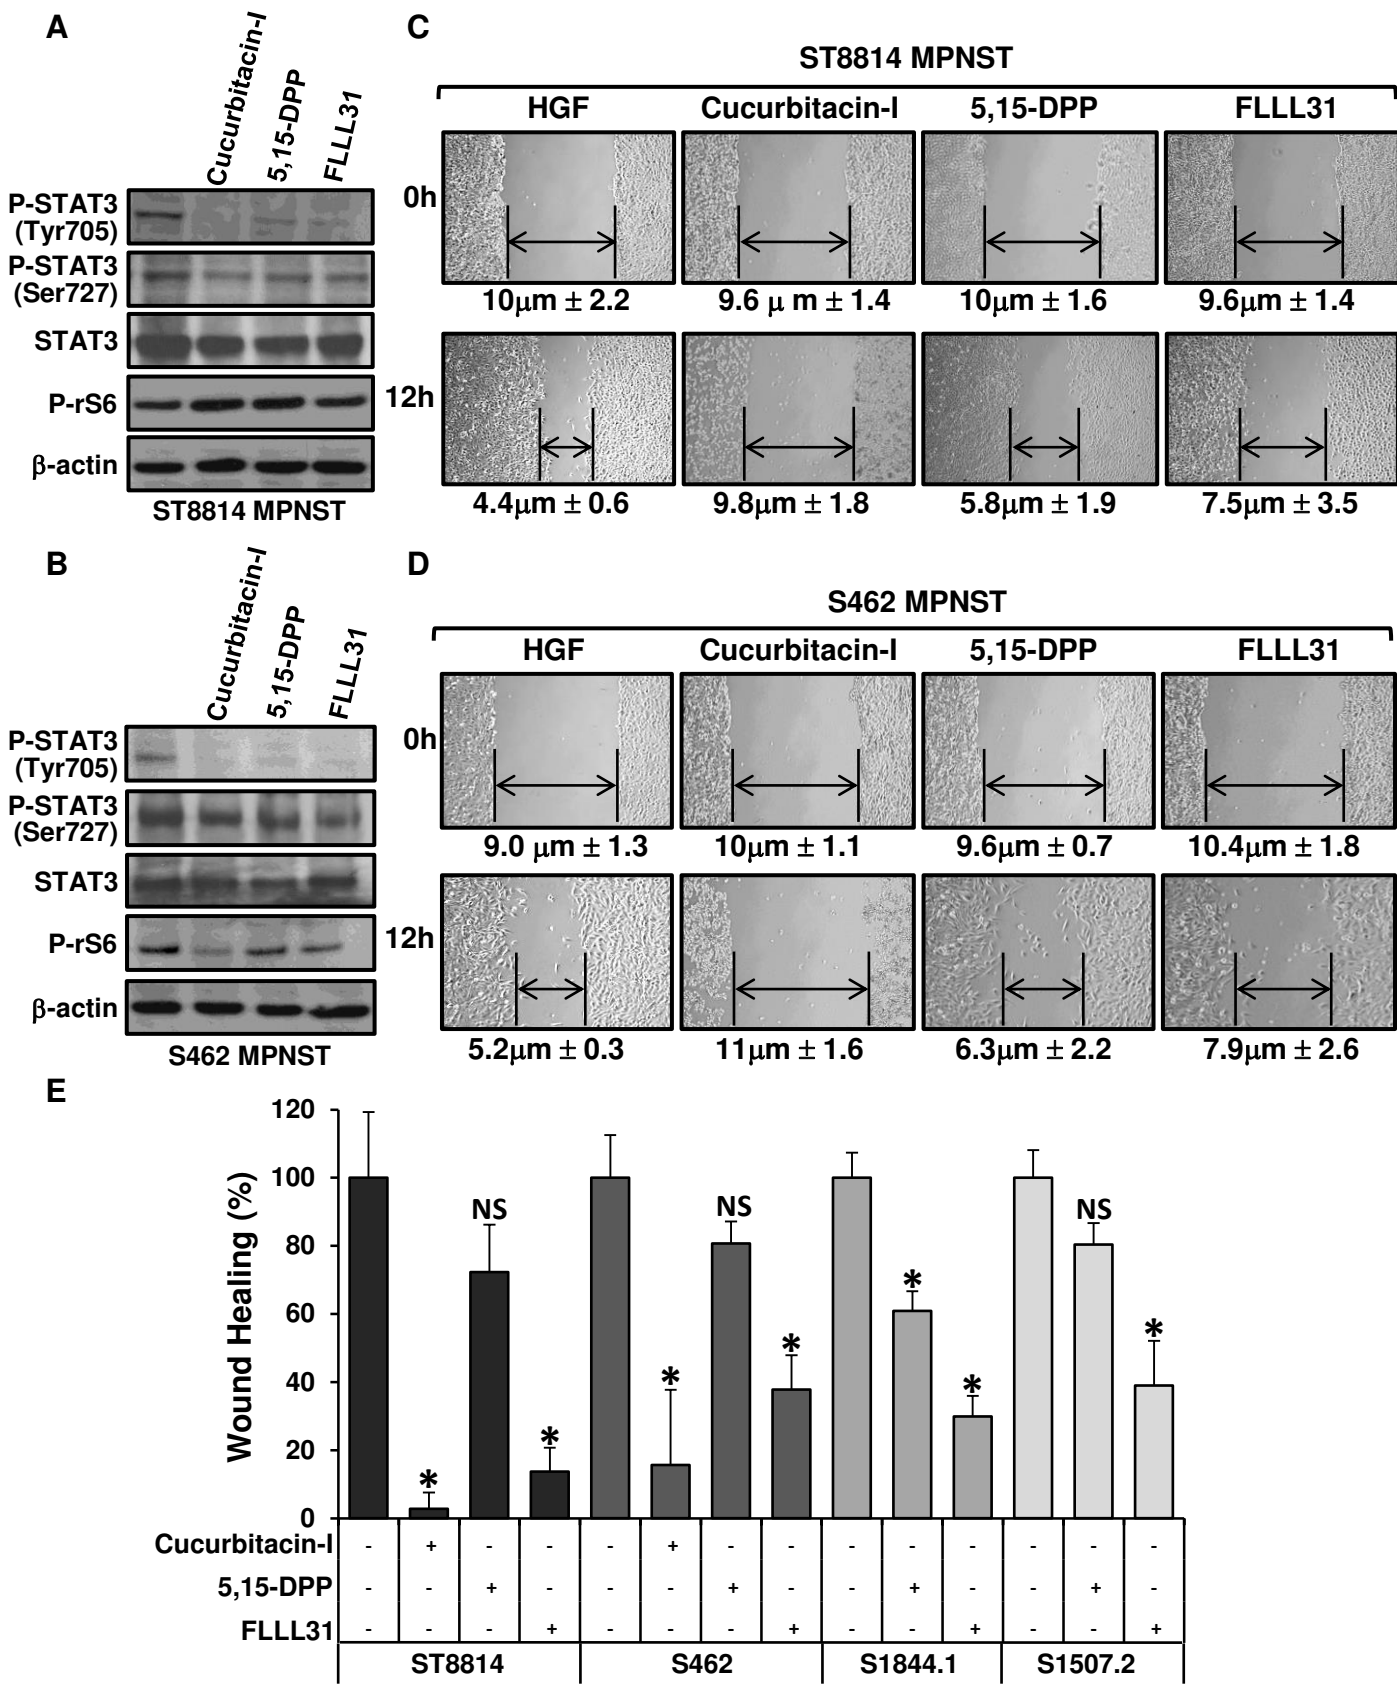 A
Cucurbitacin-I
5,15-DPP
FLLL31
P-STAT3
(Tyr705)
P-STAT3
(Ser727)
STAT3
P-rS6
β-actin
ST8814 MPNST
C
ST8814 MPNST
HGF Cucurbitacin-I 5,15-DPP FLLL31
0h
10μm ± 2.2 9.6 μ m ± 1.4 10μm ± 1.6 9.6μm ± 1.4
12h
4.4μm ± 0.6 9.8μm ± 1.8 5.8μm ± 1.9 7.5μm ± 3.5
B
Cucurbitacin-I
5,15-DPP
FLLL31
P-STAT3
(Tyr705)
P-STAT3
(Ser727)
STAT3
P-rS6
β-actin
S462 MPNST
D
S462 MPNST
HGF Cucurbitacin-I 5,15-DPP FLLL31
0h
9.0 μm ± 1.3 10μm ± 1.1 9.6μm ± 0.7 10.4μm ± 1.8
12h
5.2μm ± 0.3 11μm ± 1.6 6.3μm ± 2.2 7.9μm ± 2.6
E
Wound Healing (%)
120
100
80
60
40
20
0
* NS * * NS * * * NS *
Cucurbitacin-I - + - - - + - - - - - - - -
5,15-DPP - - + - - - + - - + - - + -
FLLL31 - - - + - - - + - - + - - +
ST8814 S462 S1844.1 S1507.2